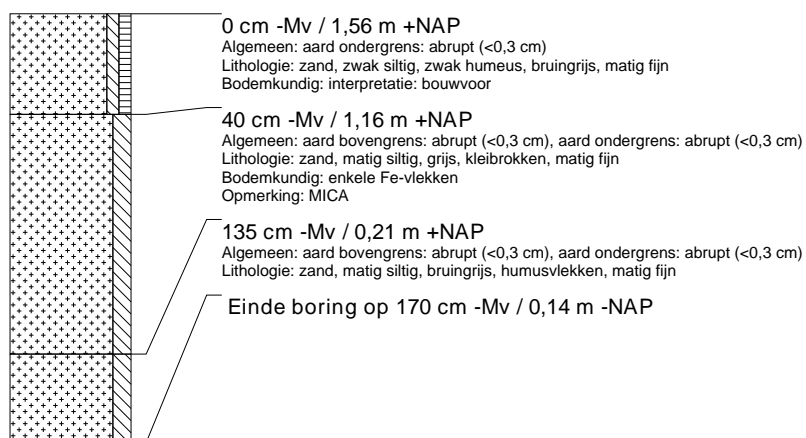 0 cm -Mv / 1,56 m +NAP
Algemeen: aard ondergrens: abrupt (<0,3 cm)
Lithologie: zand, zwak siltig, zwak humeus, bruingrijs, matig fijn
Bodemkundig: interpretatie: bouwvoor
40 cm -Mv / 1,16 m +NAP
Algemeen: aard bovengrens: abrupt (<0,3 cm), aard ondergrens: abrupt (<0,3 cm)
Lithologie: zand, matig siltig, grijs, kleibrokken, matig fijn
Bodemkundig: enkele Fe-vlekken
Opmerking: MICA
135 cm -Mv / 0,21 m +NAP
Algemeen: aard bovengrens: abrupt (<0,3 cm), aard ondergrens: abrupt (<0,3 cm)
Lithologie: zand, matig siltig, bruingrijs, humusvlekken, matig fijn
Einde boring op 170 cm -Mv / 0,14 m -NAP